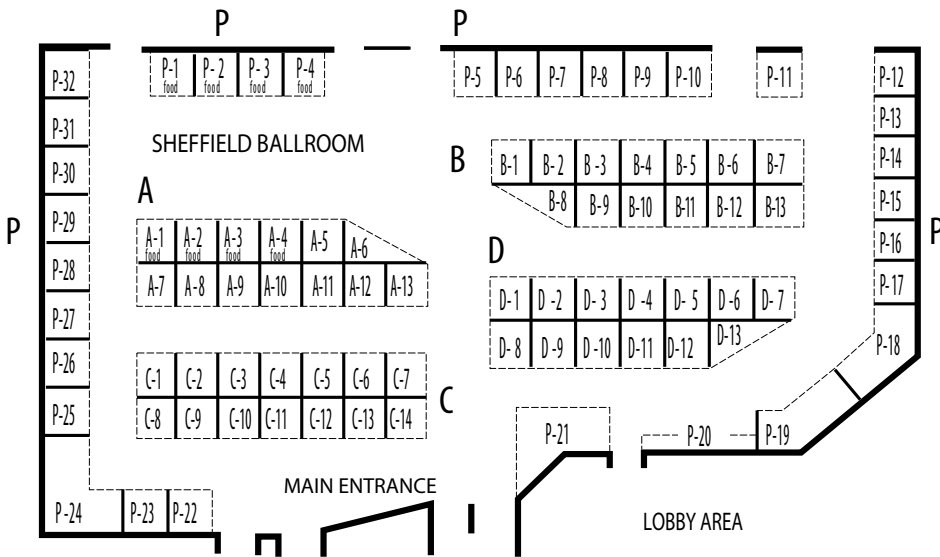 P P
P-32 P-1 P-2 P-3 P-4 P-5 P-6 P-7 P-8 P-9 P-10 P-11 P-12
food food food food
P-31 P-13
SHEFFIELD BALLROOM
P-30 B B-1 B-2 B-3 B-4 B-5 B-6 B-7 P-14
A
P-29 B-8 B-9 B-10 B-11 B-12 B-13 P-15
P P
A-1 A-2 A-3 A-4 A-5 A-6 P-16
food food food food
D
P-28 A-7 A-8 A-9 A-10 A-11 A-12 A-13 P-17
P-27 D-1 D-2 D-3 D-4 D-5 D-6 D-7
D-13
P-26 D-8 D-9 D-10 D-11 D-12 P-18
C-1 C-2 C-3 C-4 C-5 C-6 C-7
C
P-25 C-8 C-9 C-10 C-11 C-12 C-13 C-14
P-21 P-20 P-19
MAIN ENTRANCE
P-24 P-23 P-22
LOBBY AREA